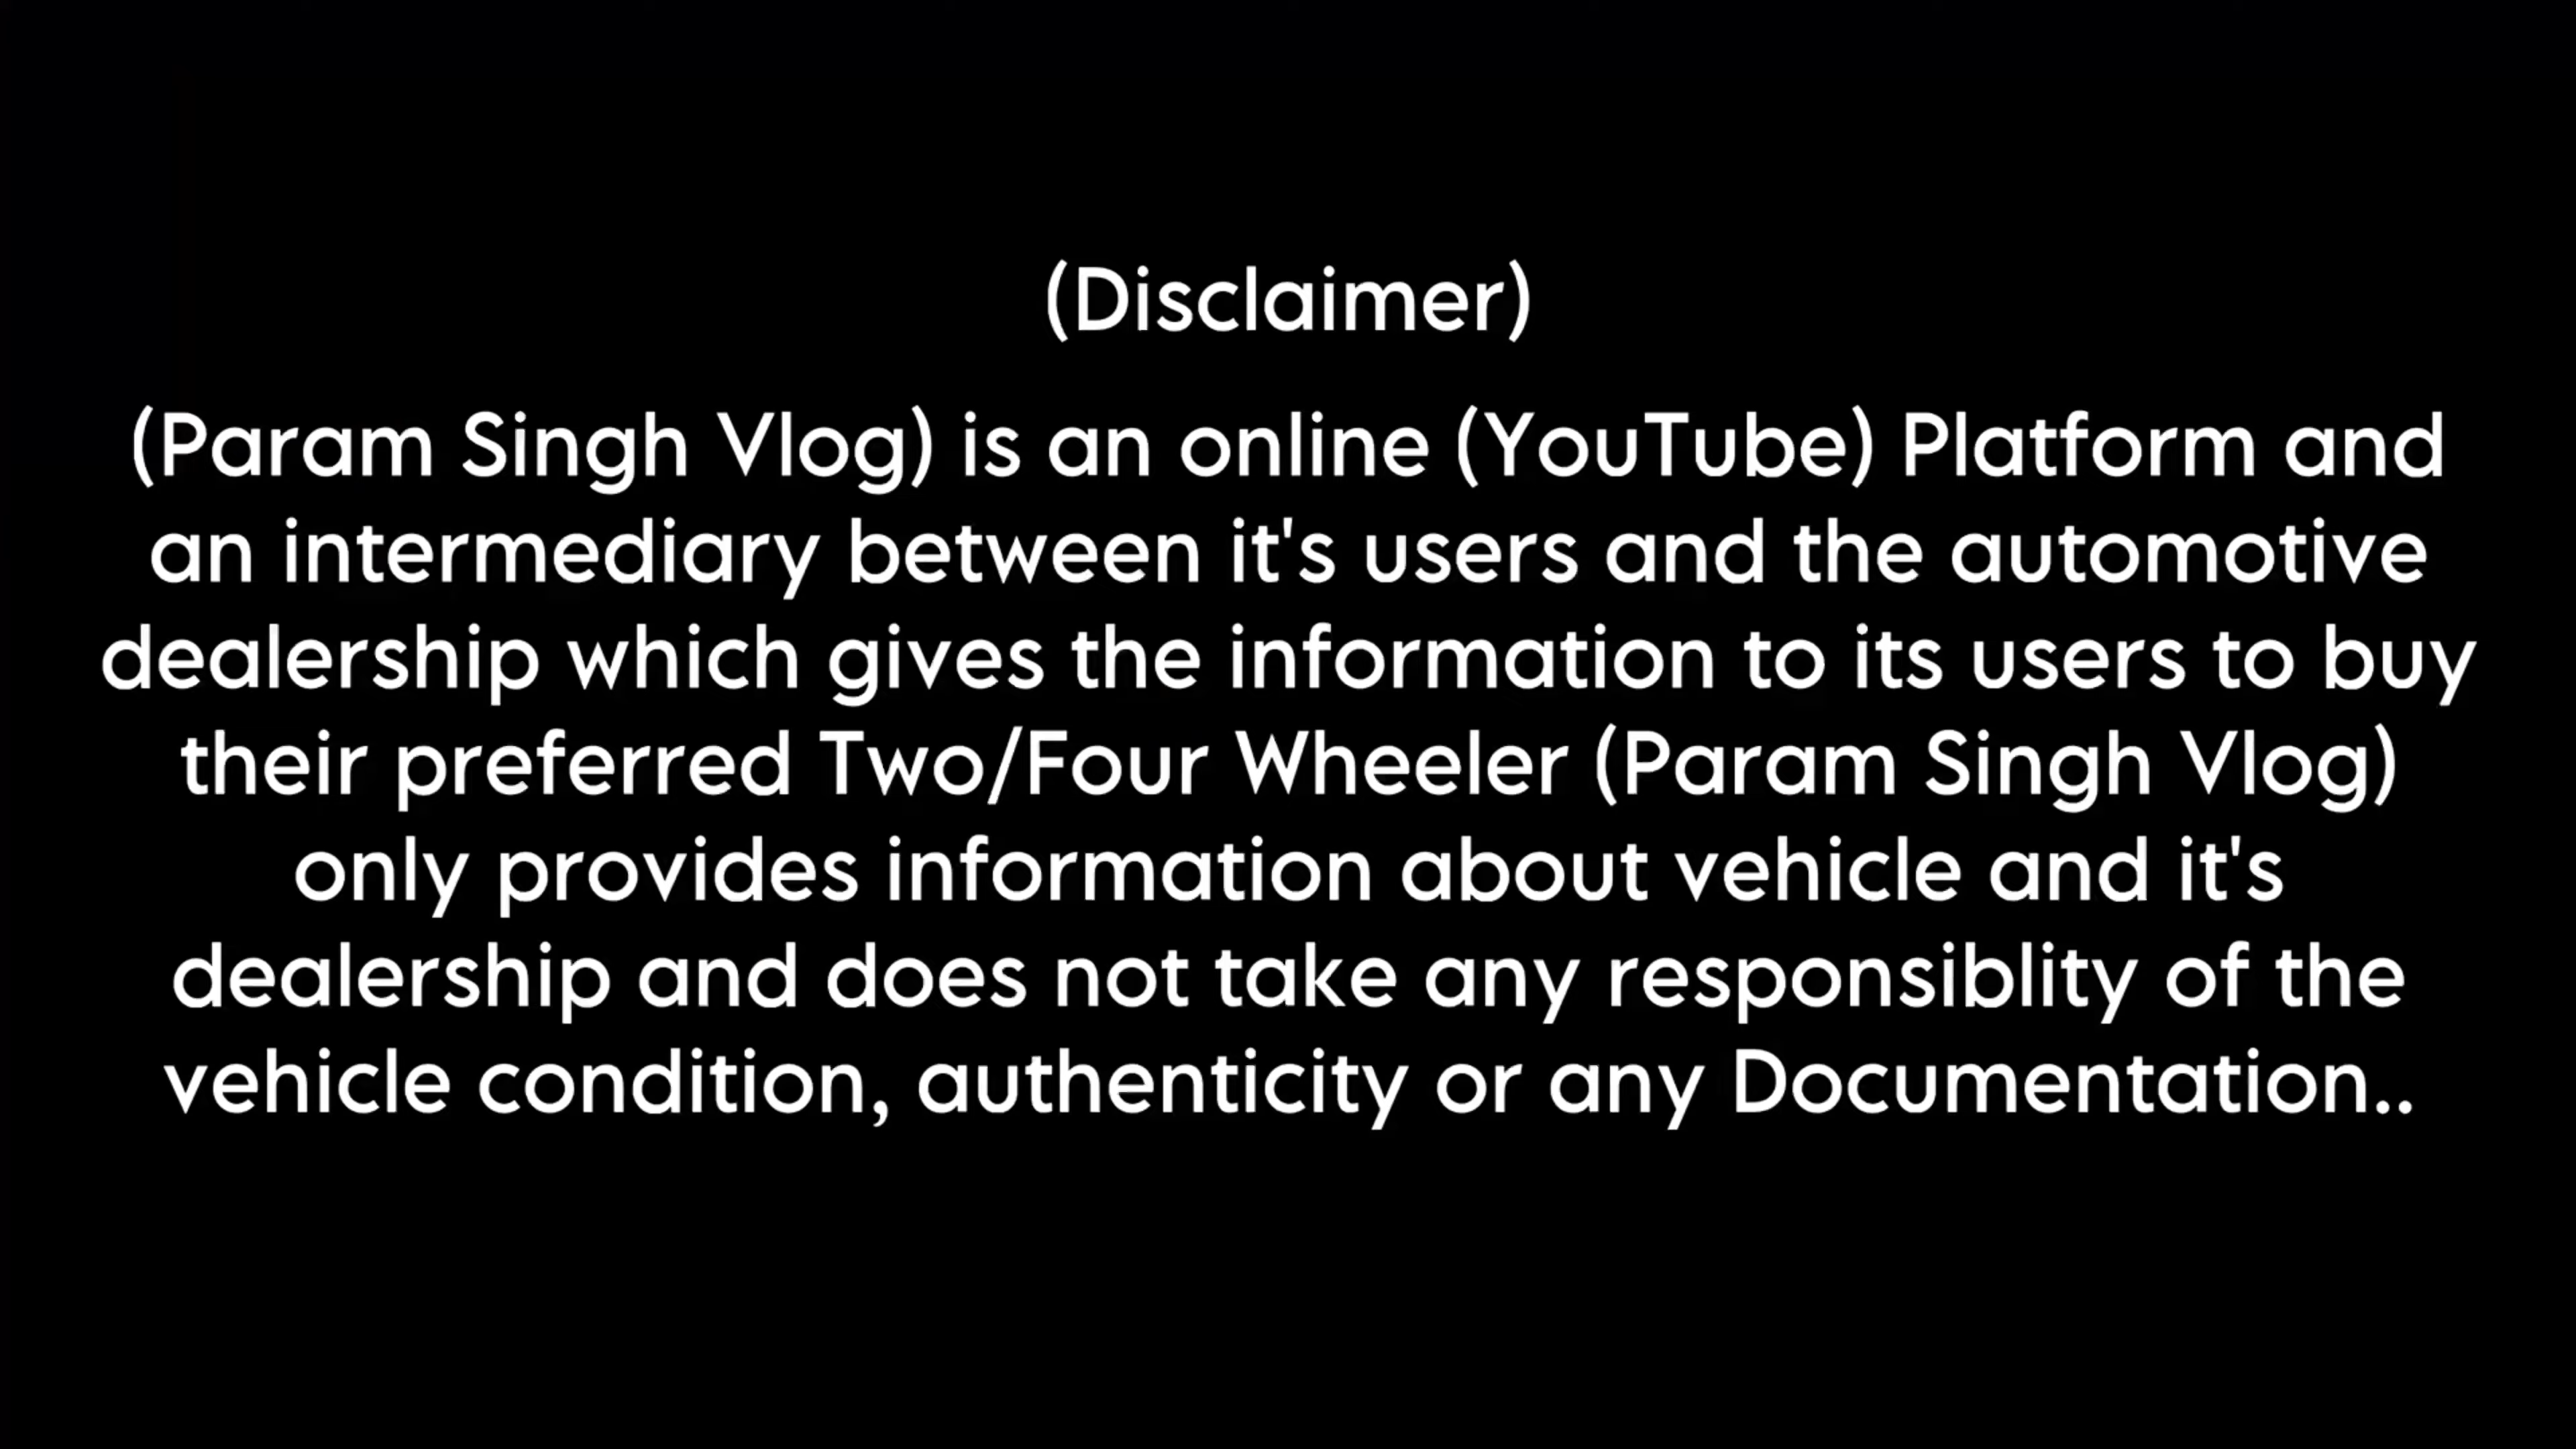 (Disclaimer)
(Param Singh Vlog) is an online (YouTube) Platform and
an intermediary between it's users and the automotive
dealership which gives the information to its users to buy
their preferred Two/Four Wheeler (Param Singh Vlog)
only provides information about vehicle and it's
dealership and does not take any responsiblity of the
vehicle condition, authenticity or any Documentation..